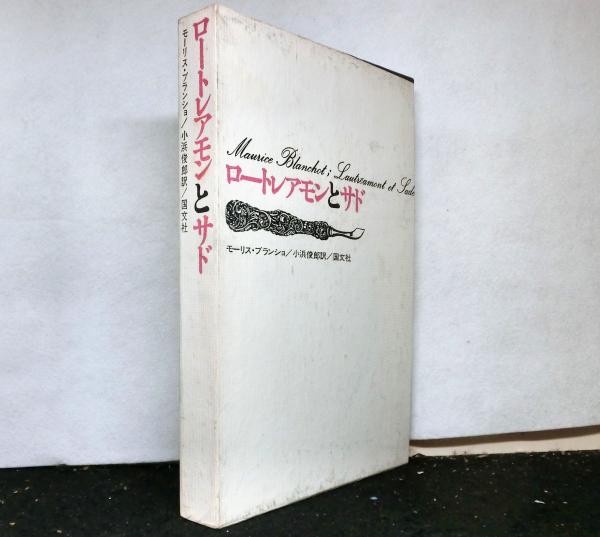 ロートレアモンとサド
モーリス・ブランショ/小浜俊郎訳/国文社
Maurice Blanchot; Lautréamont et Sade
ロートレアモンとサド
モーリス・ブランショ/小浜俊郎訳/国文社